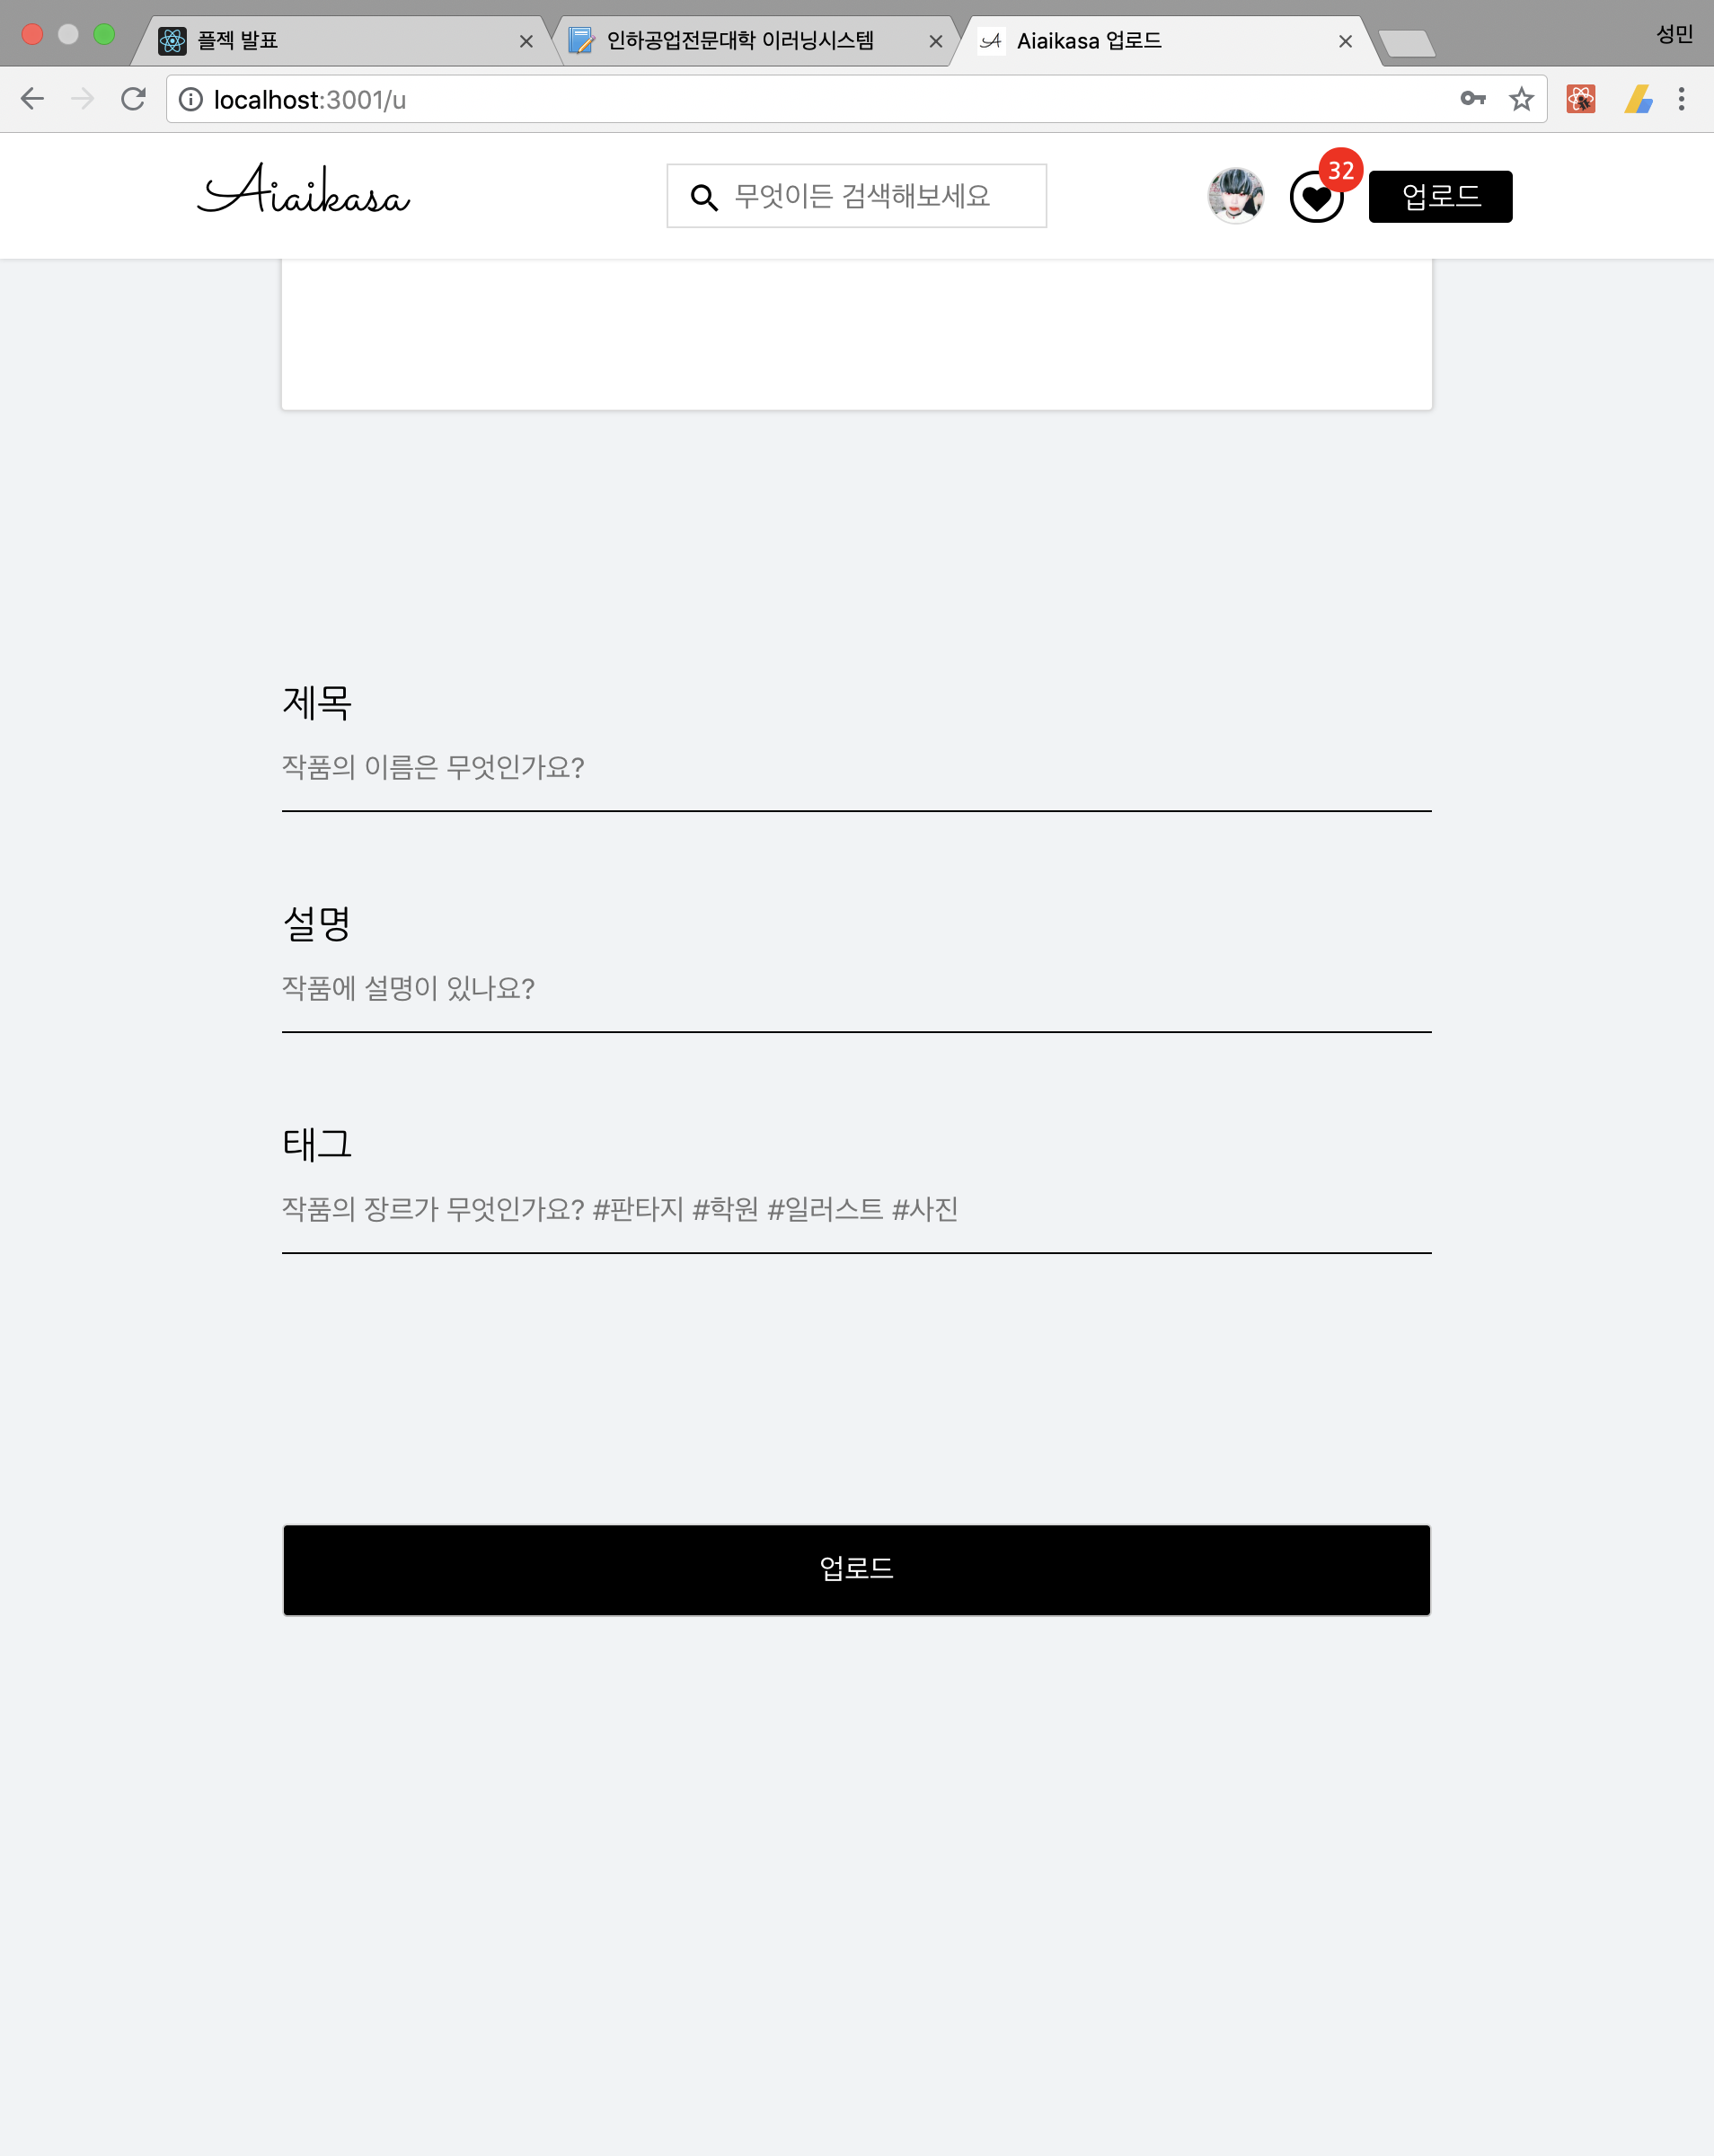 플젝 발표
인하공업전문대학 이러닝시스템
Aiaikasa 업로드
성민
localhost:3001/u
Aiaikasa
무엇이든 검색해보세요
32
업로드
제목
작품의 이름은 무엇인가요?
설명
작품에 설명이 있나요?
태그
작품의 장르가 무엇인가요? #판타지 #학원 #일러스트 #사진
업로드